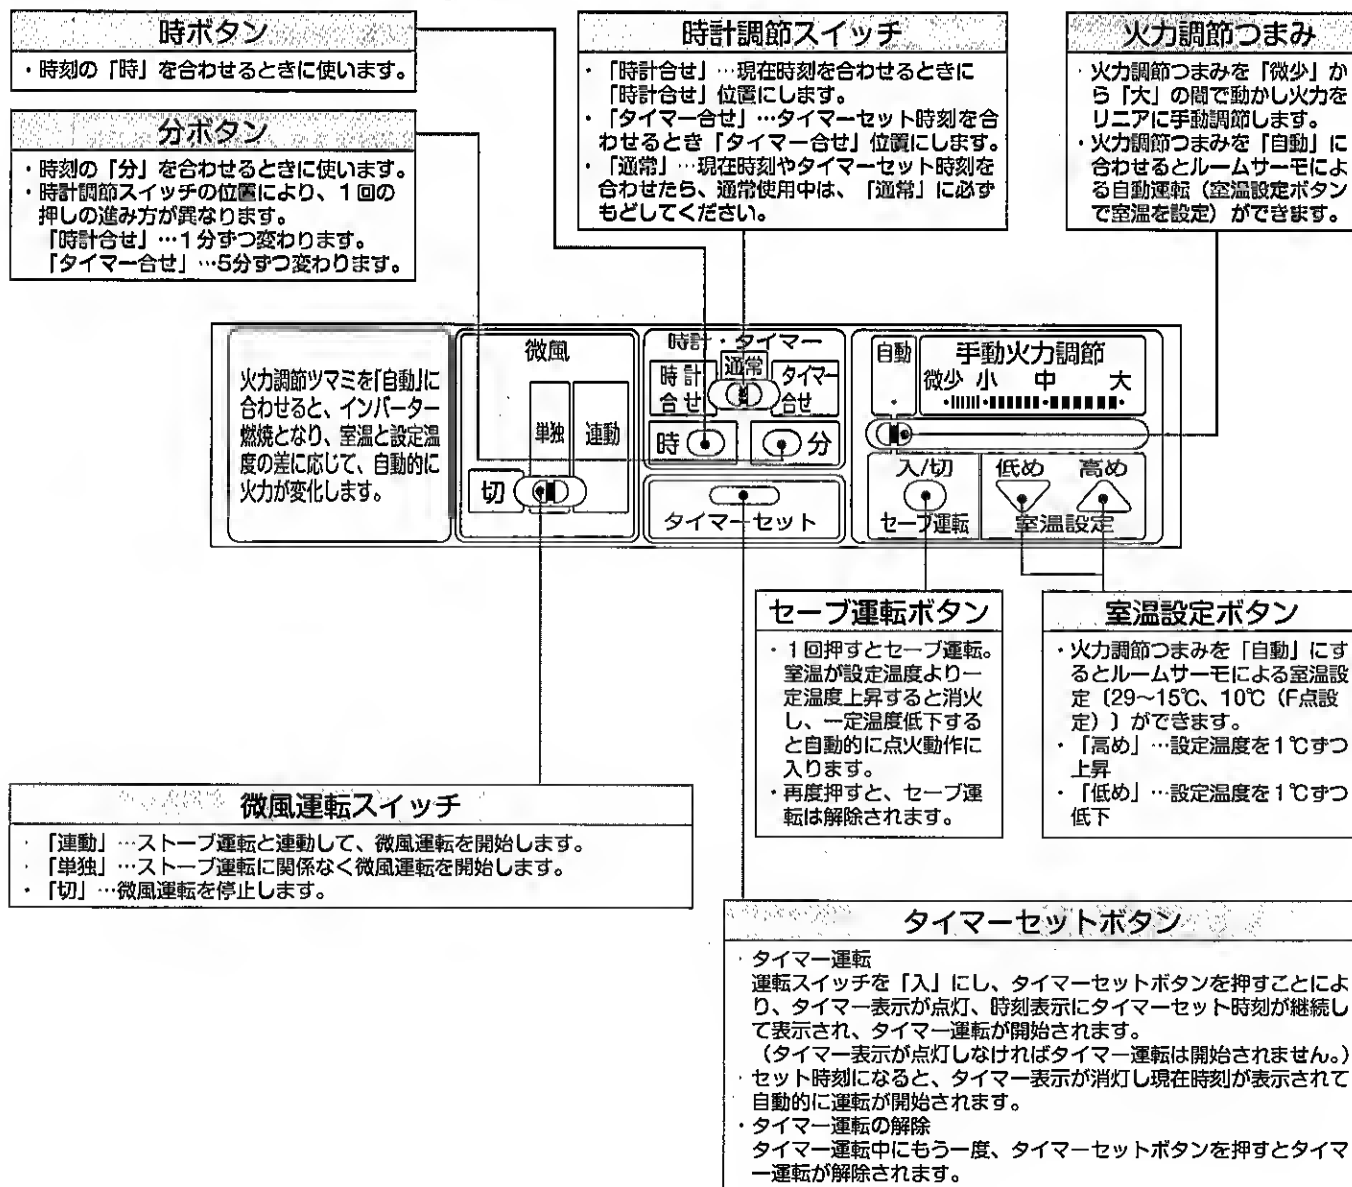 時ボタン
・時刻の「時」を合わせるときに使います。
分ボタン
・時刻の「分」を合わせるときに使います。
・時計調節スイッチの位置により、1回の
押しの進み方が異なります。
「時計合せ」…1分ずつ変わります。
「タイマー合せ」…5分ずつ変わります。
時計調節スイッチ
・「時計合せ」…現在時刻を合わせるときに
「時計合せ」位置にします。
・「タイマー合せ」…タイマーセット時刻を合
わせるとき「タイマー合せ」位置にします。
・「通常」…現在時刻やタイマーセット時刻を
合わせたら、通常使用中は、「通常」に必ず
もどしてください。
火力調節つまみ
・火力調節つまみを「微少」か
ら「大」の間で動かし火力を
リニアに手動調節します。
・火力調節つまみを「自動」に
合わせるとルームサーモによ
る自動運転（室温設定ボタン
で室温を設定）ができます。
火力調節ツマミを「自動」に
合わせると、インバーター
燃焼となり、室温と設定温
度の差に応じて、自動的に
火力が変化します。
微風
単独 連動
切
時計・タイマー
時計合せ 通常 タイマー合せ
時 分
タイマーセット
自動 手動火力調節
微少 小 中 大
入/切 低め 高め
セーブ運転 室温設定
セーブ運転ボタン
・1回押すとセーブ運転。
室温が設定温度より一
定温度上昇すると消火
し、一定温度低下する
と自動的に点火動作に
入ります。
・再度押すと、セーブ運
転は解除されます。
室温設定ボタン
・火力調節つまみを「自動」にす
るとルームサーモによる室温設
定〔29～15℃、10℃（F点設
定）〕ができます。
・「高め」…設定温度を1℃ずつ
上昇
・「低め」…設定温度を1℃ずつ
低下
微風運転スイッチ
・「連動」…ストーブ運転と連動して、微風運転を開始します。
・「単独」…ストーブ運転に関係なく微風運転を開始します。
・「切」…微風運転を停止します。
タイマーセットボタン
・タイマー運転
運転スイッチを「入」にし、タイマーセットボタンを押すことによ
り、タイマー表示が点灯、時刻表示にタイマーセット時刻が継続し
て表示され、タイマー運転が開始されます。
（タイマー表示が点灯しなければタイマー運転は開始されません。）
・セット時刻になると、タイマー表示が消灯し現在時刻が表示されて
自動的に運転が開始されます。
・タイマー運転の解除
タイマー運転中にもう一度、タイマーセットボタンを押すとタイマ
ー運転が解除されます。